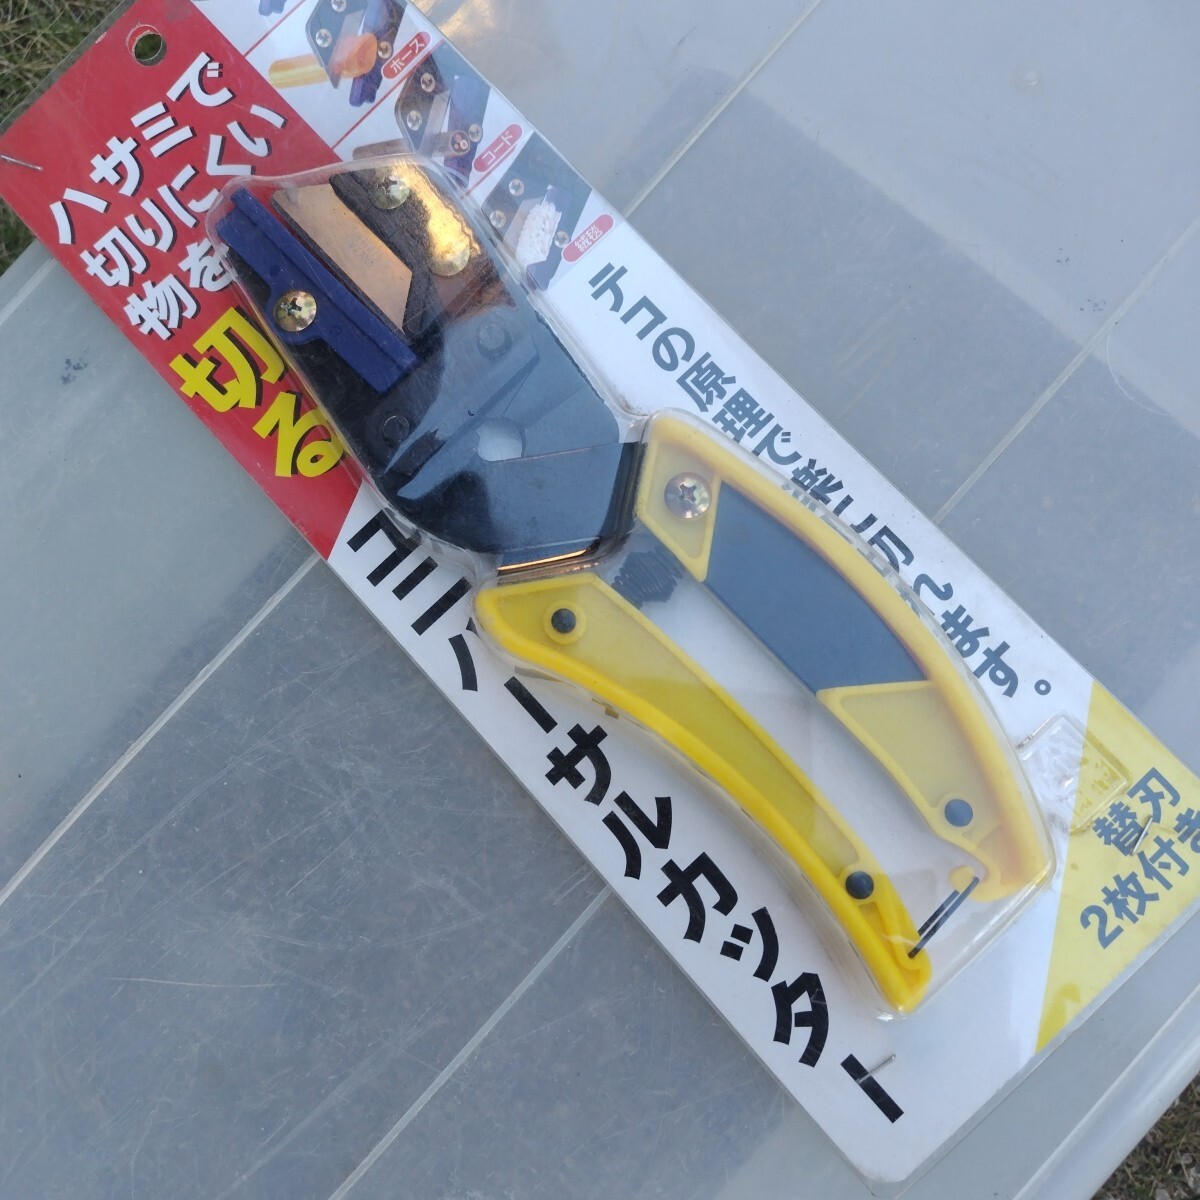 ハサミで
切りにくい
物を
切る
ホース
コード
絨毯
テコの原理で楽に切れます。
ユニバーサルカッター
替刃
2枚付き